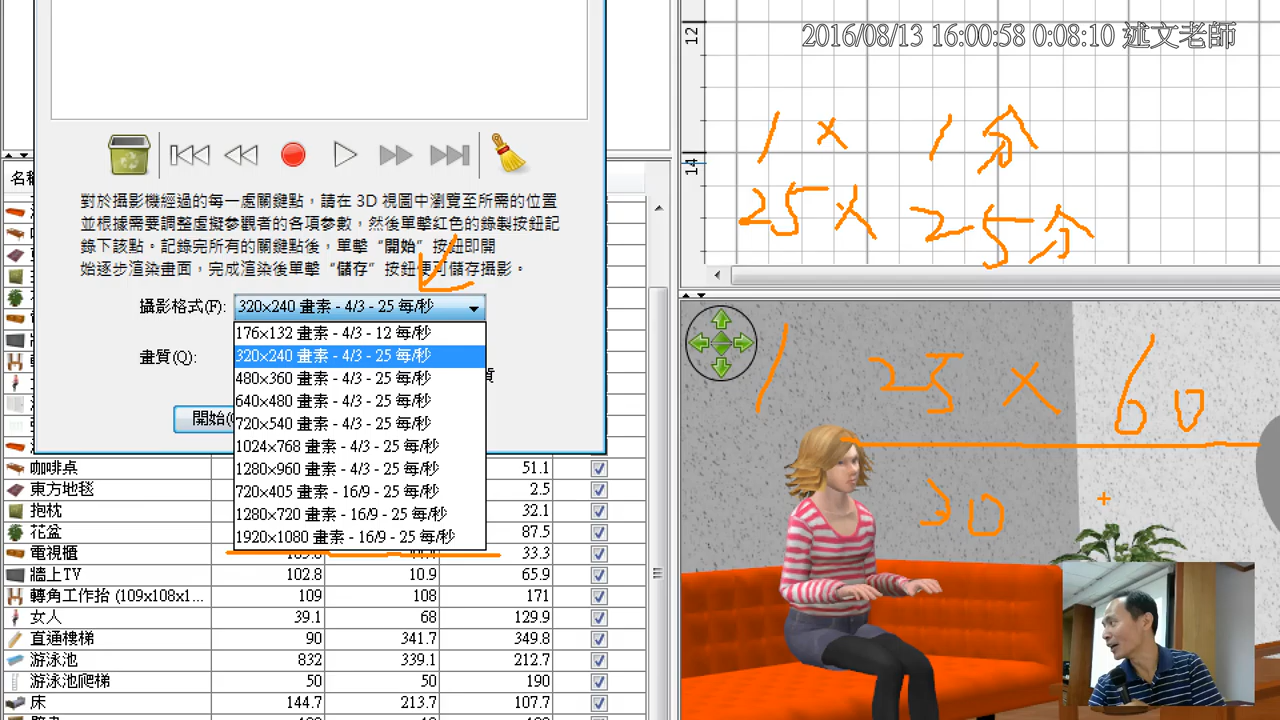 12
2016/08/13 16:00:58 0:08:10 述文老師
1 × 1分
14
25× 25分
名稱
對於攝影機經過的每一處關鍵點，請在 3D 視圖中瀏覽至所需的位置
並根據需要調整虛擬參觀者的各項參數，然後單擊紅色的錄製按鈕記
錄下該點。記錄完所有的關鍵點後，單擊“開始”按鈕即開
始逐步渲染畫面，完成渲染後單擊“儲存”按鈕便可儲存攝影。
攝影格式(F): 320×240 畫素 - 4/3 - 25 每/秒
176×132 畫素 - 4/3 - 12 每/秒
畫質(Q): 320×240 畫素 - 4/3 - 25 每/秒
480×360 畫素 - 4/3 - 25 每/秒 質
640×480 畫素 - 4/3 - 25 每/秒
開始( 720×540 畫素 - 4/3 - 25 每/秒
1024×768 畫素 - 4/3 - 25 每/秒
1280×960 畫素 - 4/3 - 25 每/秒
720×405 畫素 - 16/9 - 25 每/秒
1280×720 畫素 - 16/9 - 25 每/秒
1920×1080 畫素 - 16/9 - 25 每/秒
1 25 × 60
30
咖啡点 51.1
東方地毯 2.5
抱枕 32.1
花盆 87.5
電視櫃 33.3
牆上TV 102.8 10.9 65.9
轉角工作抬 (109x108x1... 109 108 171
女人 39.1 68 129.9
直通樓梯 90 341.7 349.8
游泳池 832 339.1 212.7
游泳池爬梯 50 50 190
床 144.7 213.7 107.7